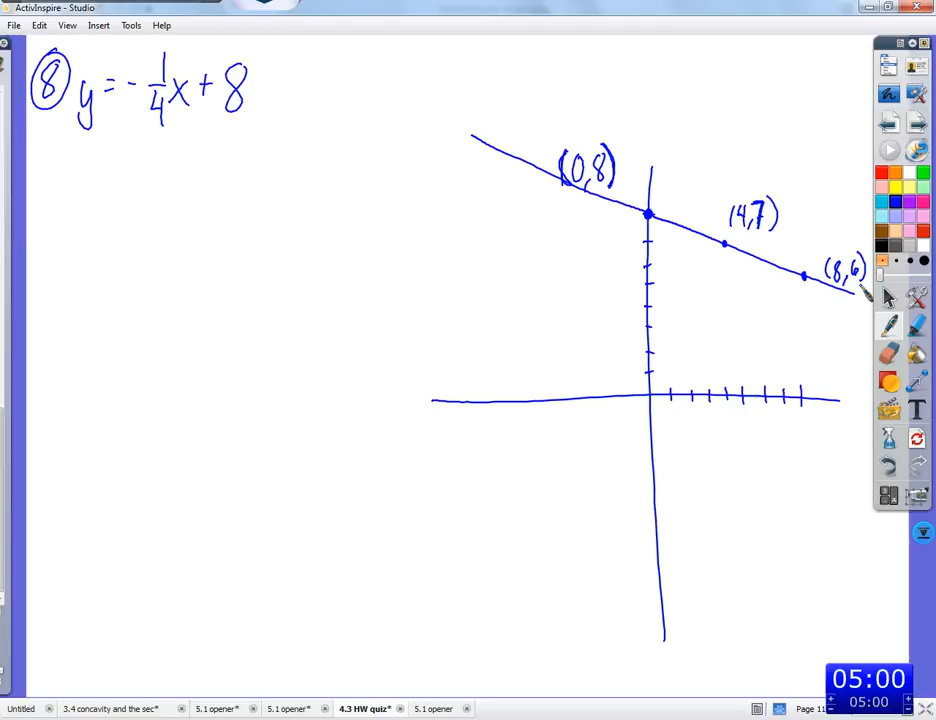 ActivInspire - Studio
File Edit View Insert Tools Help
8 y = - 1/4 x + 8
(0,8)
(4,7)
(8,6)
T
05:00
05:00
Untitled 3.4 concavity and the sec* 5.1 opener* 5.1 opener* 4.3 HW quiz* 5.1 opener Page 11